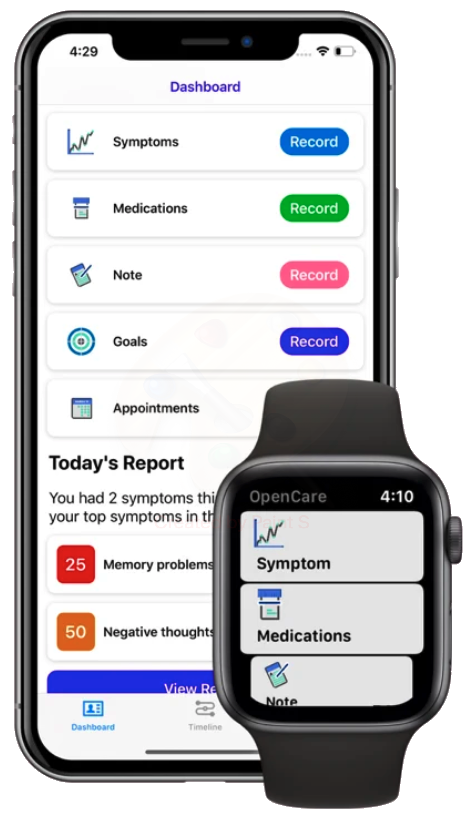 4:29
Dashboard
Symptoms
Record
Medications
Record
Note
Record
Goals
Record
Appointments
Today's Report
You had 2 symptoms thi
your top symptoms in th
25
Memory problems
50
Negative thoughts
View Re
Dashboard
Timeline
OpenCare
4:10
Symptom
Medications
Note